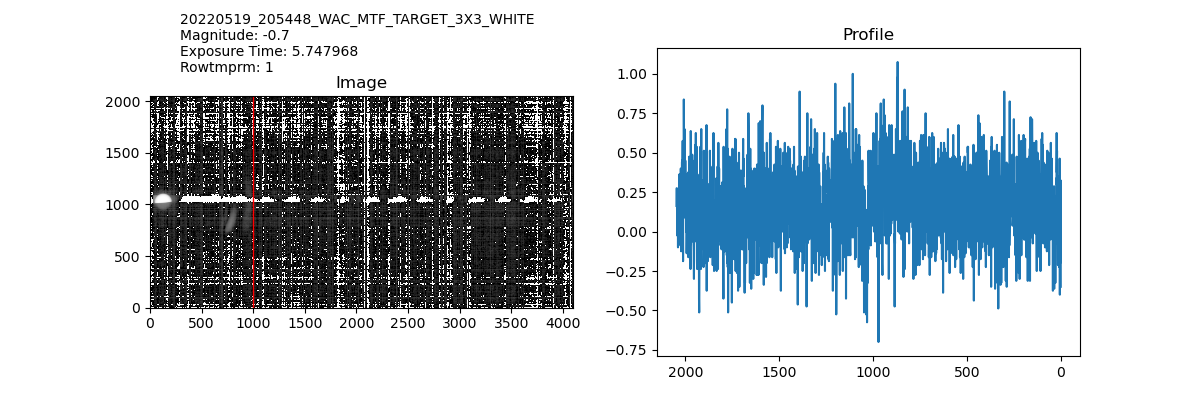 20220519_205448_WAC_MTF_TARGET_3X3_WHITE
Magnitude: -0.7
Exposure Time: 5.747968
Rowtmprm: 1
Image
2000
1500
1000
500
0
0 500 1000 1500 2000 2500 3000 3500 4000
Profile
1.00
0.75
0.50
0.25
0.00
−0.25
−0.50
−0.75
2000 1500 1000 500 0